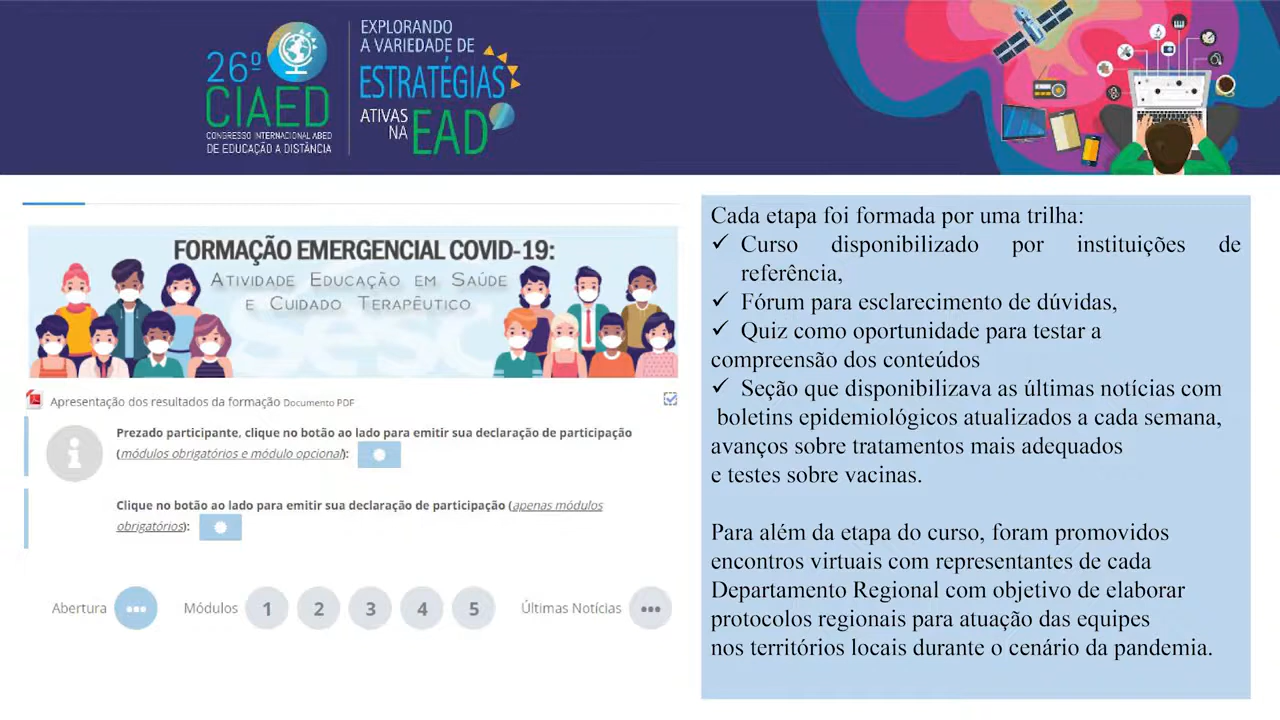 26º
CIAED
CONGRESSO INTERNACIONAL ABED
DE EDUCAÇÃO A DISTÂNCIA
EXPLORANDO
A VARIEDADE DE
ESTRATÉGIAS
ATIVAS
NA EAD
FORMAÇÃO EMERGENCIAL COVID-19:
ATIVIDADE EDUCAÇÃO EM SAÚDE
E CUIDADO TERAPÊUTICO
sesc
Apresentação dos resultados da formação Documento PDF
Prezado participante, clique no botão ao lado para emitir sua declaração de participação
(módulos obrigatórios e módulo opcional):
Clique no botão ao lado para emitir sua declaração de participação (apenas módulos
obrigatórios):
Abertura ••• Módulos 1 2 3 4 5 Últimas Notícias •••
Cada etapa foi formada por uma trilha:
✓ Curso disponibilizado por instituições de
referência,
✓ Fórum para esclarecimento de dúvidas,
✓ Quiz como oportunidade para testar a
compreensão dos conteúdos
✓ Seção que disponibilizava as últimas notícias com
boletins epidemiológicos atualizados a cada semana,
avanços sobre tratamentos mais adequados
e testes sobre vacinas.
Para além da etapa do curso, foram promovidos
encontros virtuais com representantes de cada
Departamento Regional com objetivo de elaborar
protocolos regionais para atuação das equipes
nos territórios locais durante o cenário da pandemia.